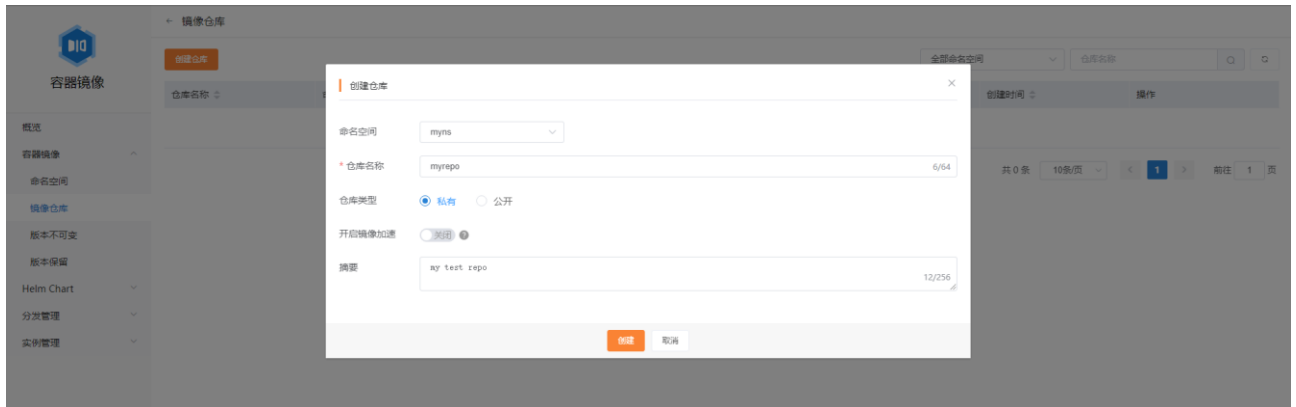 ← 镜像仓库
容器镜像
创建仓库
全部命名空间
仓库名称
仓库名称
创建时间
操作
概览
容器镜像
命名空间
镜像仓库
版本不可变
版本保留
Helm Chart
分发管理
实例管理
共 0 条
10条/页
1
前往 1 页
创建仓库
命名空间 myns
* 仓库名称 myrepo 6/64
仓库类型 私有 公开
开启镜像加速 关闭
摘要 my test repo 12/256
创建 取消